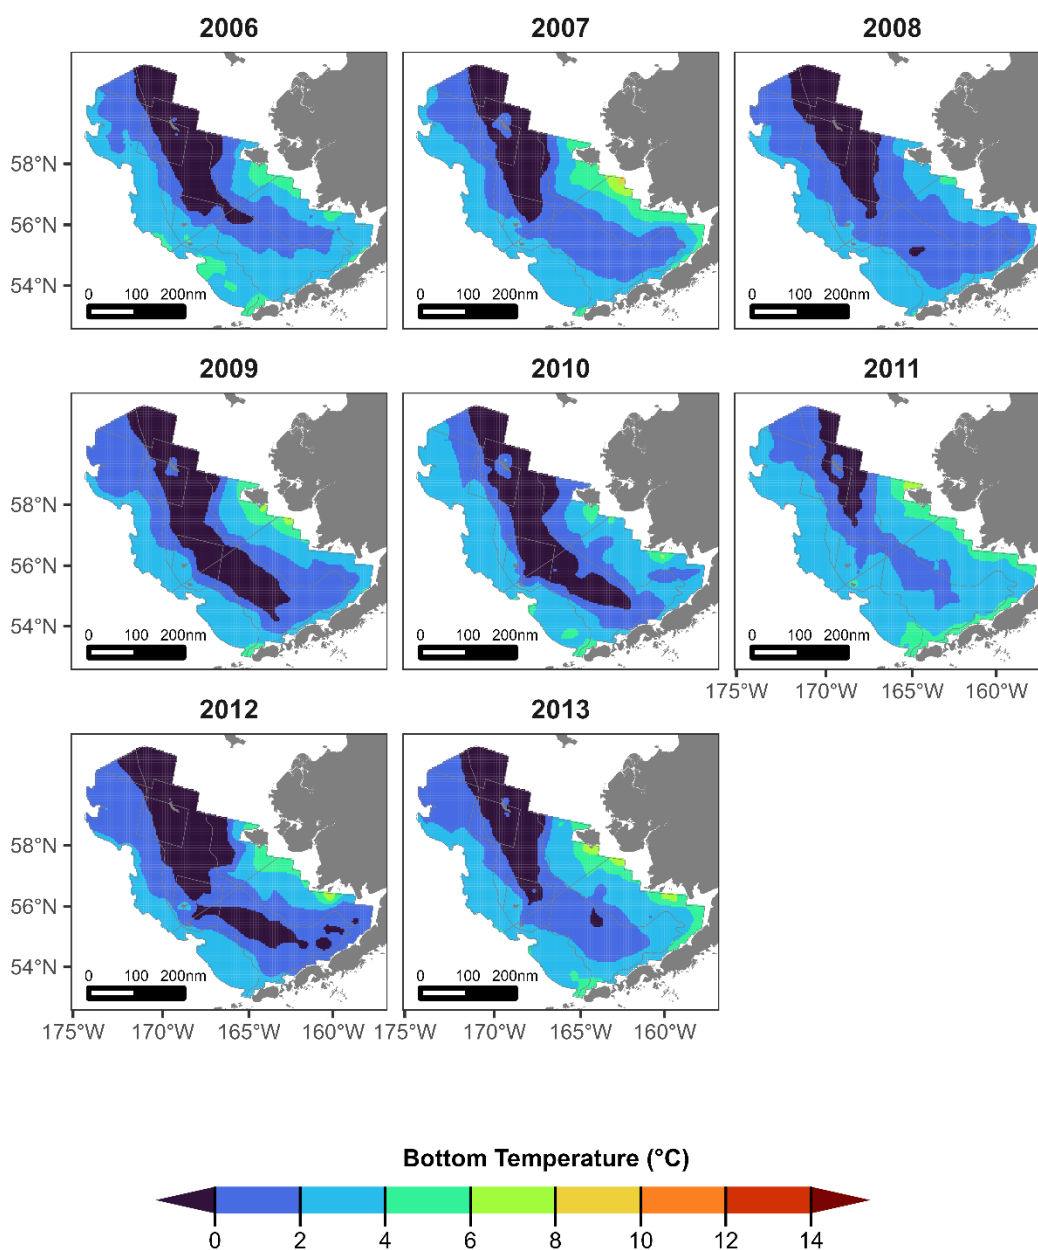 2006 2007 2008
58°N
56°N
54°N
0 100 200nm 0 100 200nm 0 100 200nm
2009 2010 2011
58°N
56°N
54°N
0 100 200nm 0 100 200nm 0 100 200nm
175°W 170°W 165°W 160°W
2012 2013
58°N
56°N
54°N
0 100 200nm 0 100 200nm
175°W 170°W 165°W 160°W 175°W 170°W 165°W 160°W
Bottom Temperature (°C)
0 2 4 6 8 10 12 14